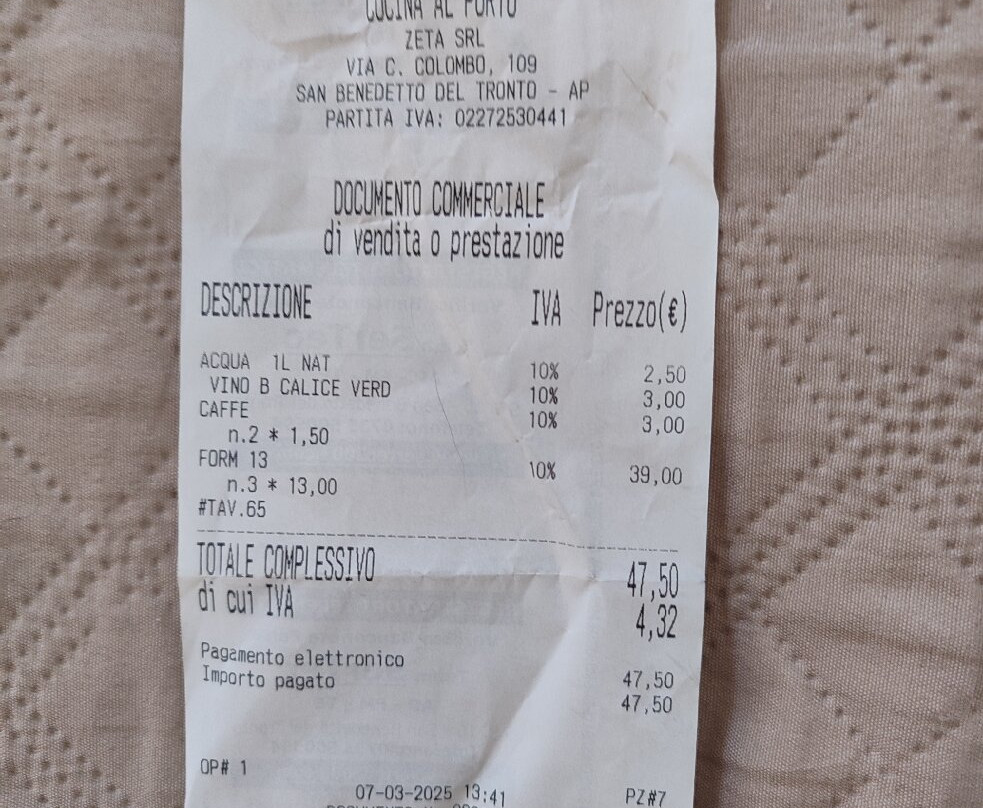 CUCINA AL PORTO
ZETA SRL
VIA C. COLOMBO, 109
SAN BENEDETTO DEL TRONTO - AP
PARTITA IVA: 02272530441
DOCUMENTO COMMERCIALE
di vendita o prestazione
DESCRIZIONE IVA Prezzo(€)
ACQUA 1L NAT 10% 2,50
VINO B CALICE VERD 10% 3,00
CAFFE 10% 3,00
n.2 * 1,50
FORM 13 10% 39,00
n.3 * 13,00
#TAV.65
TOTALE COMPLESSIVO 47,50
di cui IVA 4,32
Pagamento elettronico 47,50
Importo pagato 47,50
OP# 1
07-03-2025 13:41 PZ#7